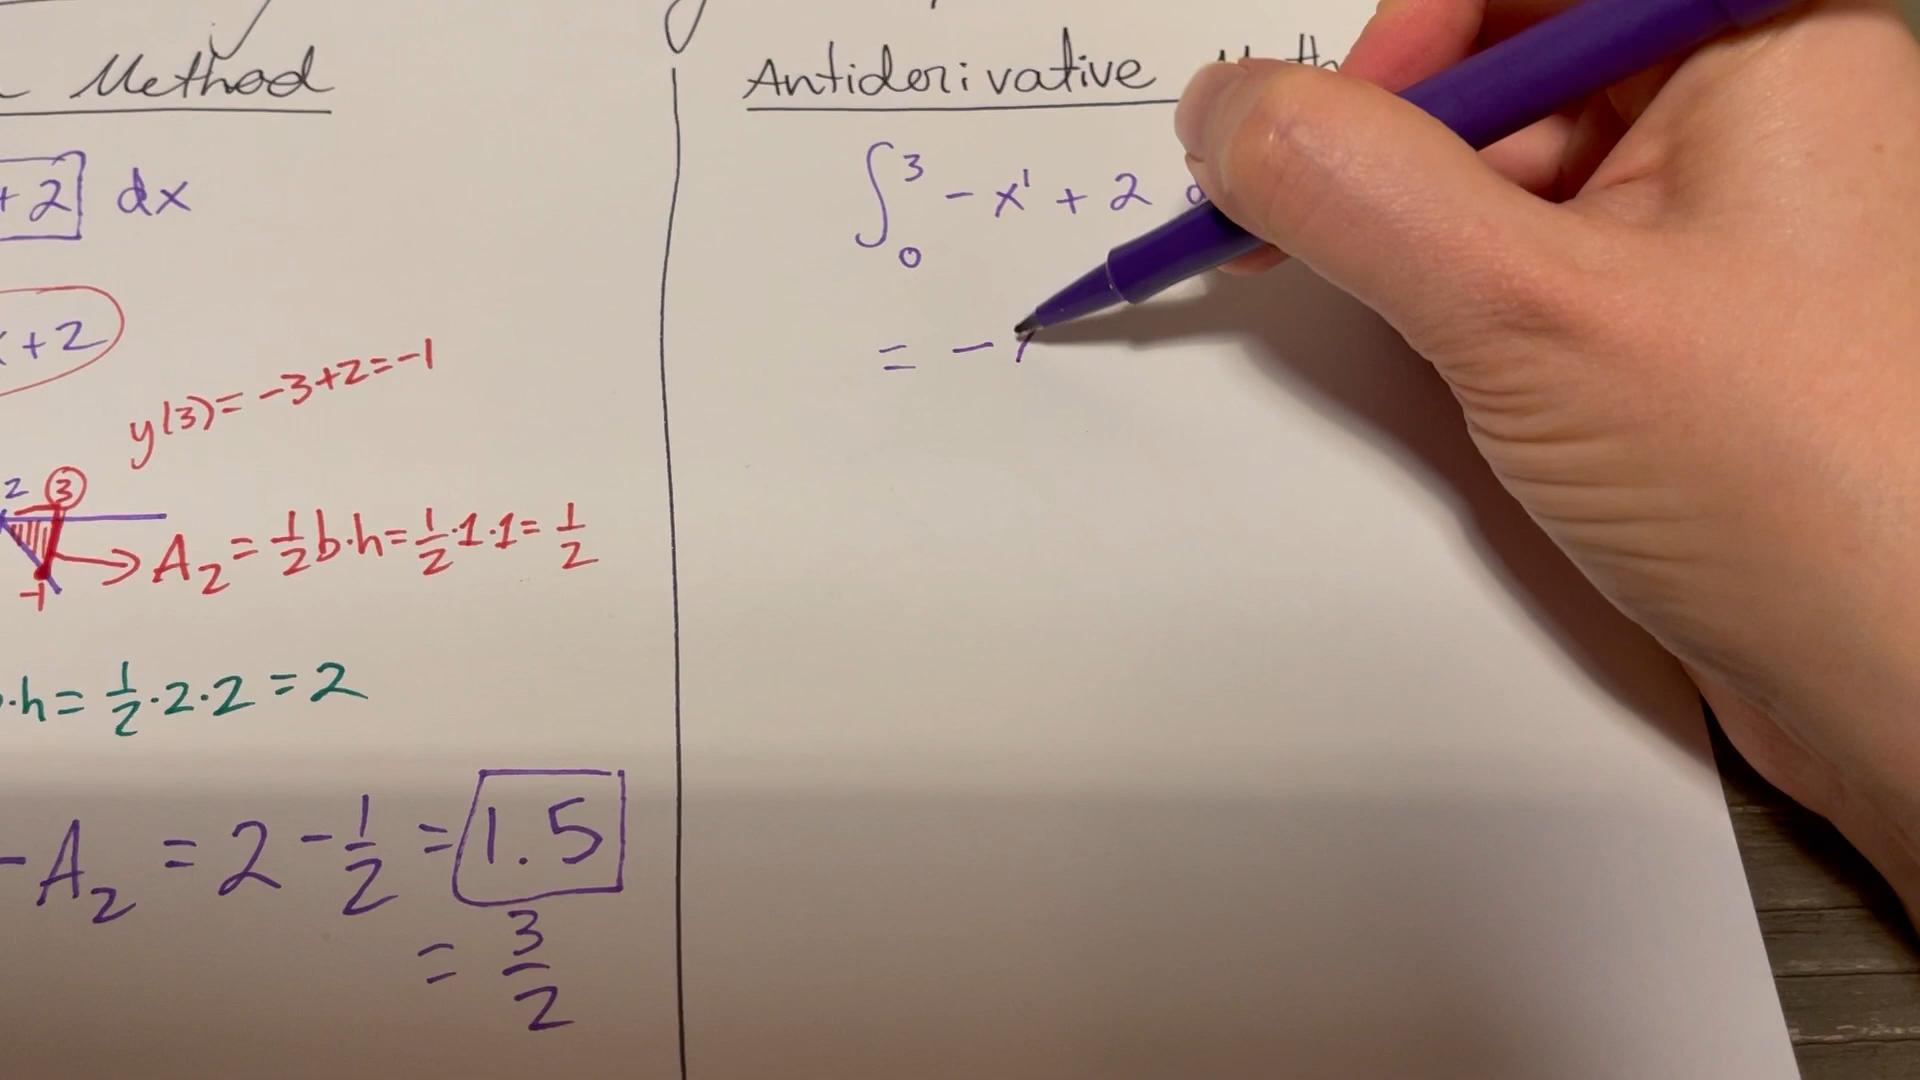 Method
+ 2] dx
+2
y(3) = -3+2=-1
2 3
-1
A₂ = 1/2 b·h = 1/2 ·1·1 = 1/2
·h = 1/2 ·2·2 = 2
-A₂ = 2 - 1/2 = 1.5
= 3/2
Antiderivative
∫₀³ -x¹ + 2
= -